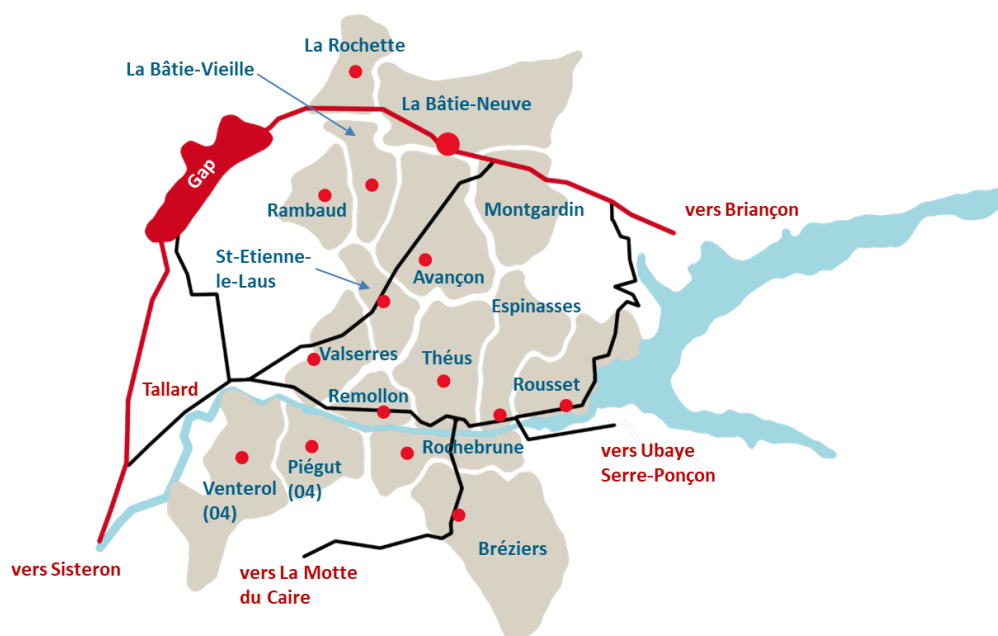 La Rochette
La Bâtie-Vieille
La Bâtie-Neuve
Gap
Rambaud
Montgardin
vers Briançon
St-Etienne-
le-Laus
Avançon
Espinasses
Valserres
Théus
Tallard
Remollon
Rousset
Rochebrune
vers Ubaye
Serre-Ponçon
Piégut
(04)
Venterol
(04)
Bréziers
vers Sisteron
vers La Motte
du Caire